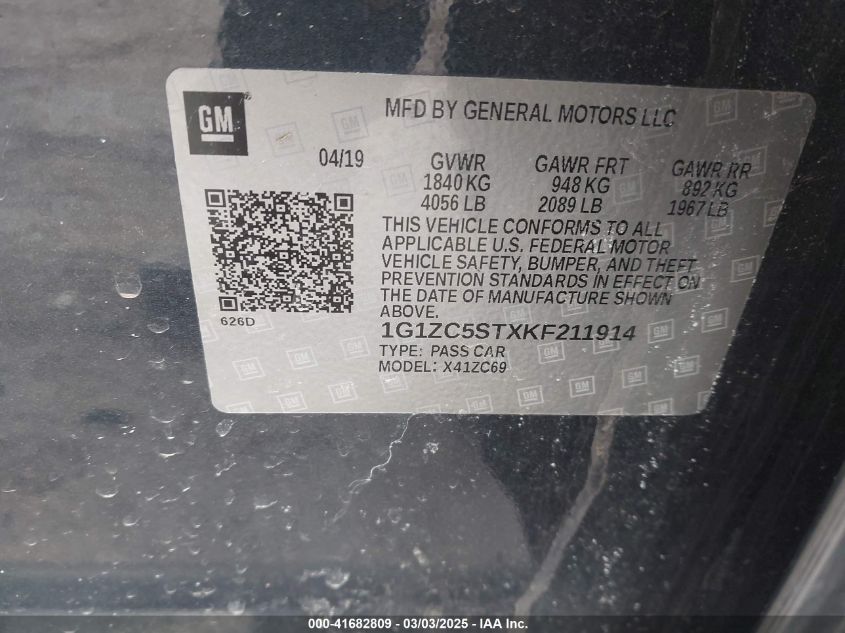 GM
MFD BY GENERAL MOTORS LLC
04/19 GVWR GAWR FRT GAWR RR
1840 KG 948 KG 892 KG
4056 LB 2089 LB 1967 LB
THIS VEHICLE CONFORMS TO ALL
APPLICABLE U.S. FEDERAL MOTOR
VEHICLE SAFETY, BUMPER, AND THEFT
PREVENTION STANDARDS IN EFFECT ON
THE DATE OF MANUFACTURE SHOWN
ABOVE.
626D
1G1ZC5STXKF211914
TYPE: PASS CAR
MODEL: X41ZC69
000-41682809 - 03/03/2025 - IAA Inc.